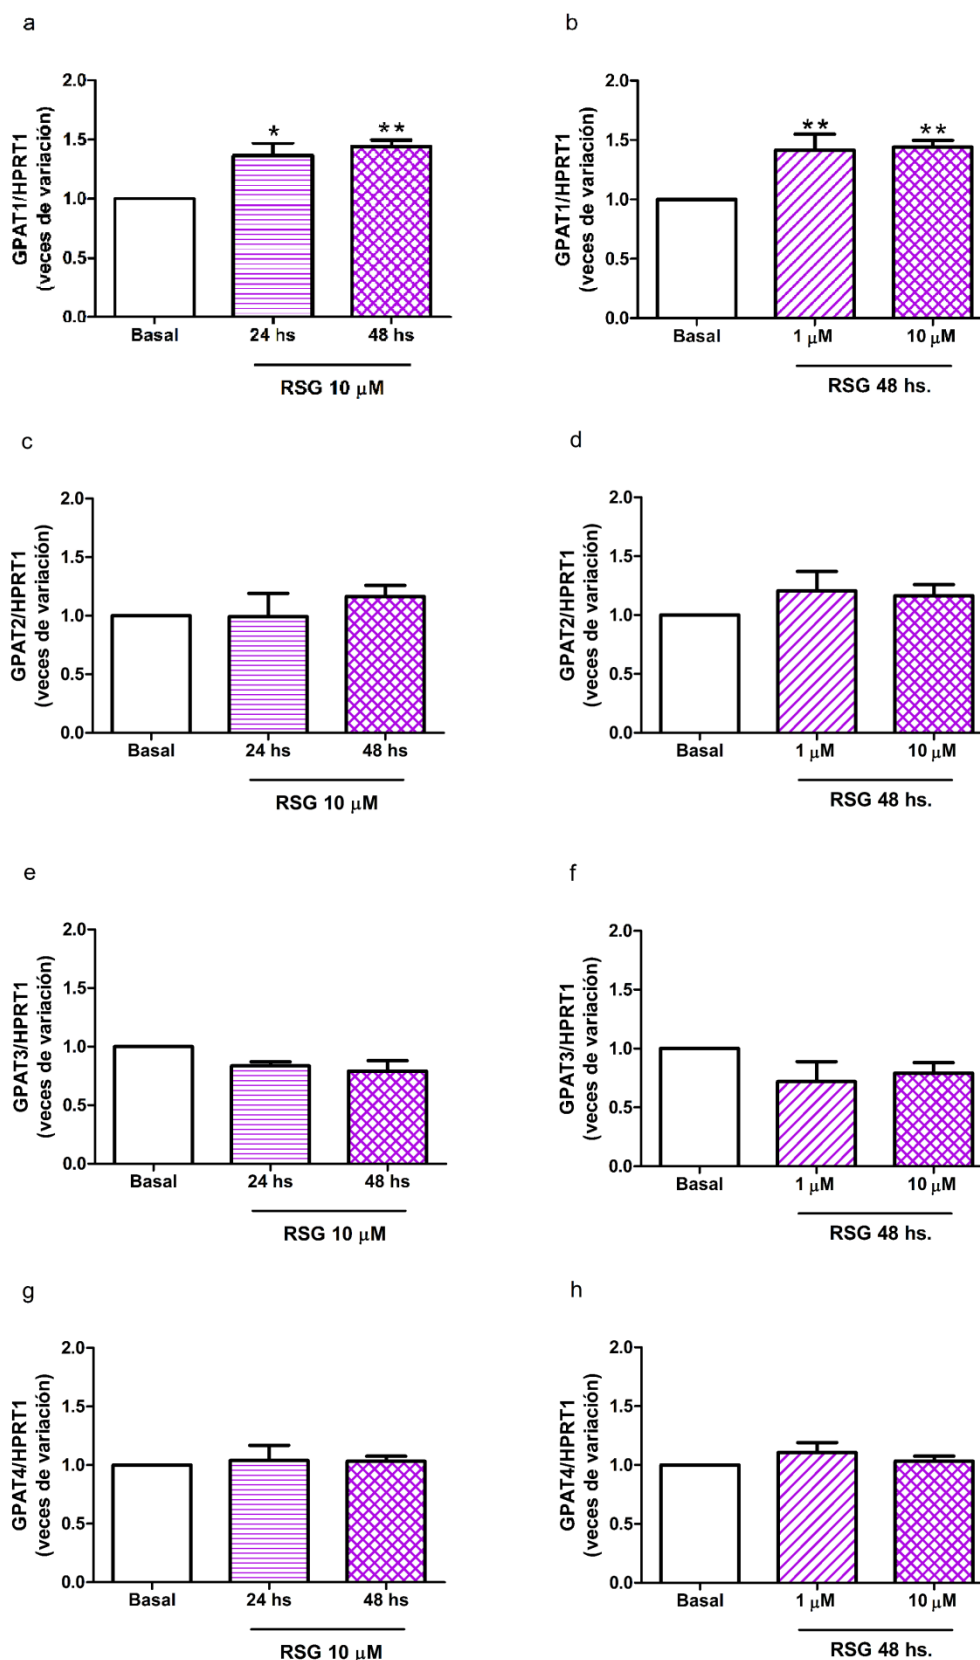 a
GPAT1/HPRT1
(veces de variación)
2.0
1.5
1.0
0.5
0.0
*
**
Basal
24 hs
48 hs
RSG 10 μM
b
GPAT1/HPRT1
(veces de variación)
2.0
1.5
1.0
0.5
0.0
**
**
Basal
1 μM
10 μM
RSG 48 hs.
c
GPAT2/HPRT1
(veces de variación)
2.0
1.5
1.0
0.5
0.0
Basal
24 hs
48 hs
RSG 10 μM
d
GPAT2/HPRT1
(veces de variación)
2.0
1.5
1.0
0.5
0.0
Basal
1 μM
10 μM
RSG 48 hs.
e
GPAT3/HPRT1
(veces de variación)
2.0
1.5
1.0
0.5
0.0
Basal
24 hs
48 hs
RSG 10 μM
f
GPAT3/HPRT1
(veces de variación)
2.0
1.5
1.0
0.5
0.0
Basal
1 μM
10 μM
RSG 48 hs.
g
GPAT4/HPRT1
(veces de variación)
2.0
1.5
1.0
0.5
0.0
Basal
24 hs
48 hs
RSG 10 μM
h
GPAT4/HPRT1
(veces de variación)
2.0
1.5
1.0
0.5
0.0
Basal
1 μM
10 μM
RSG 48 hs.